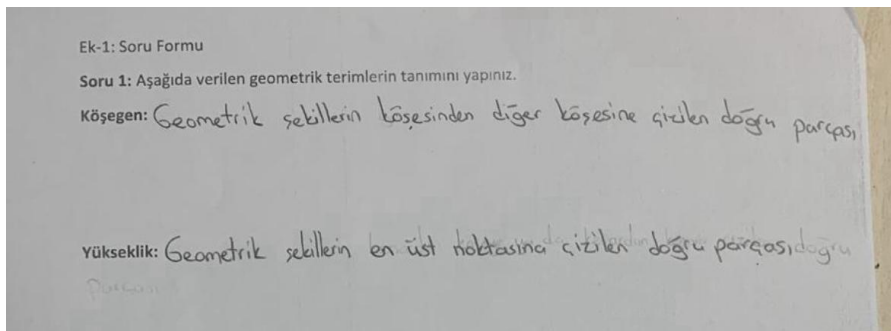 Ek-1: Soru Formu
Soru 1: Aşağıda verilen geometrik terimlerin tanımını yapınız.
Köşegen: Geometrik şekillerin köşesinden diğer köşesine çizilen doğru parçası
Yükseklik: Geometrik şekillerin en üst noktasına çizilen doğru parçası doğru
parçası